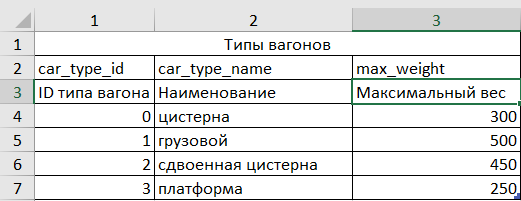 1 2 3
1 Типы вагонов
2 car_type_id car_type_name max_weight
3 ID типа вагона Наименование Максимальный вес
4 0 цистерна 300
5 1 грузовой 500
6 2 сдвоенная цистерна 450
7 3 платформа 250